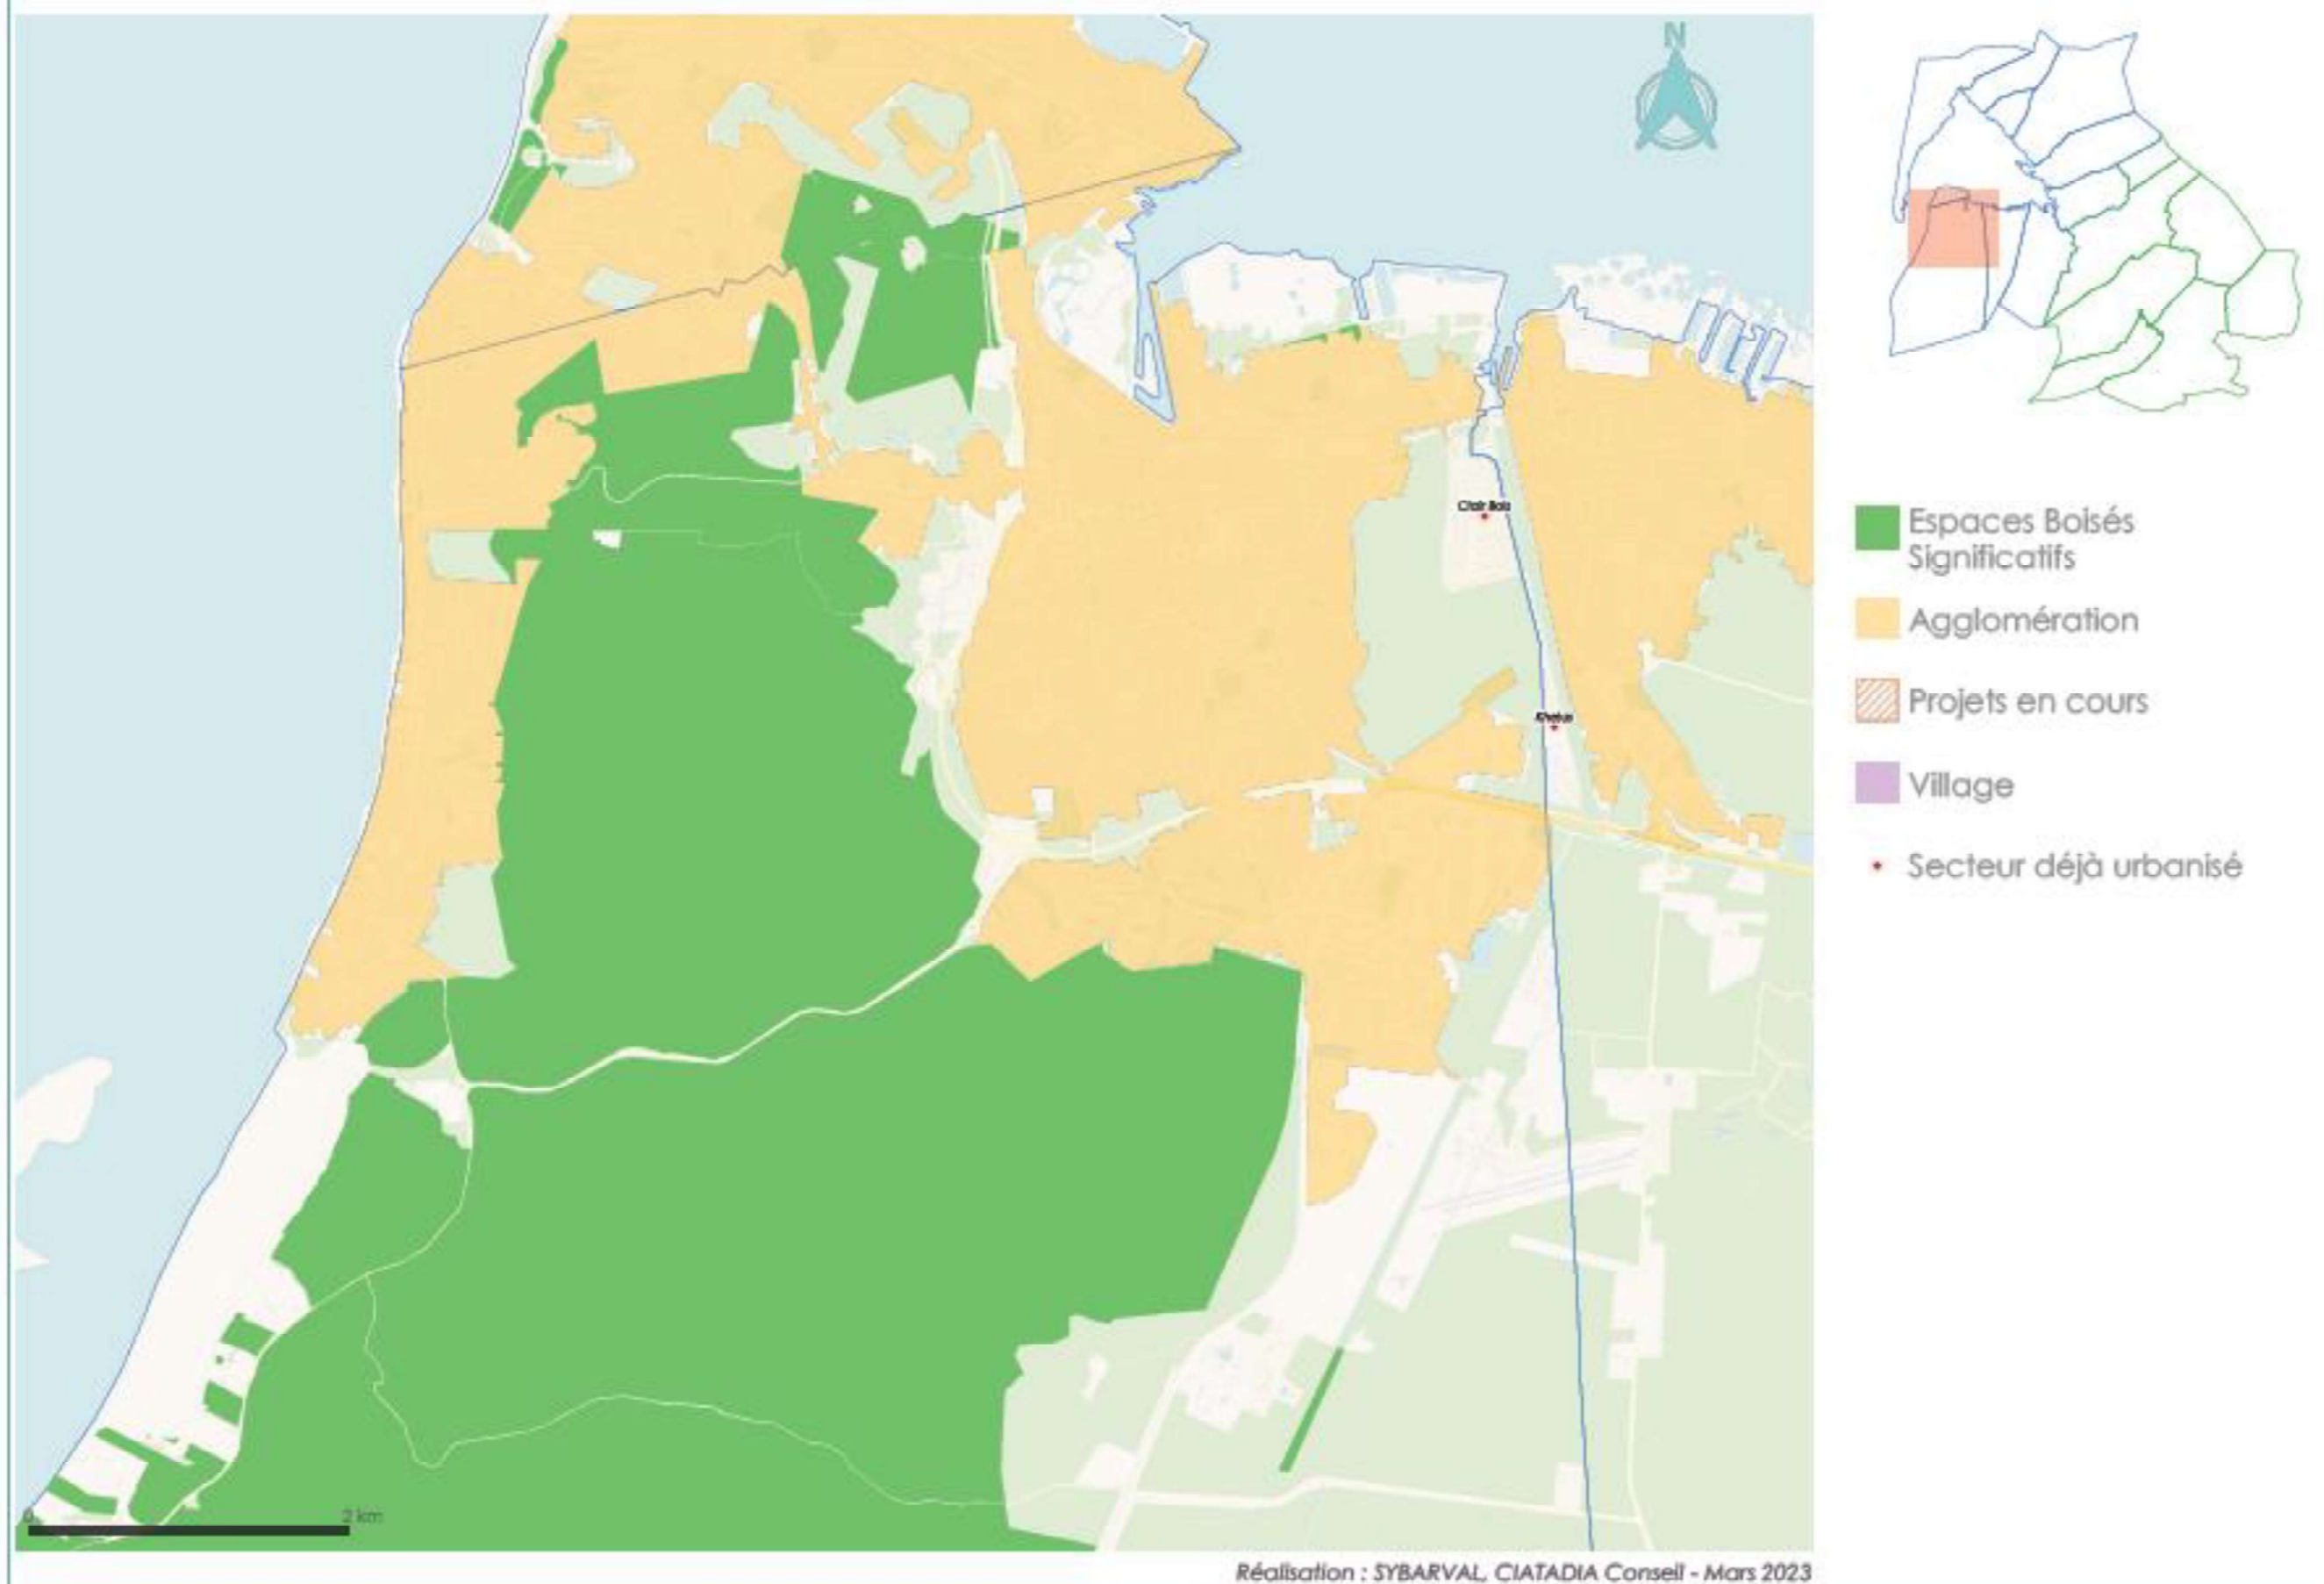 N
Clair Bois
Espaces Boisés
Significatifs
Agglomération
Projets en cours
Village
Secteur déjà urbanisé
0
2 km
Réalisation : SYBARVAL, CIATADIA Conseil - Mars 2023